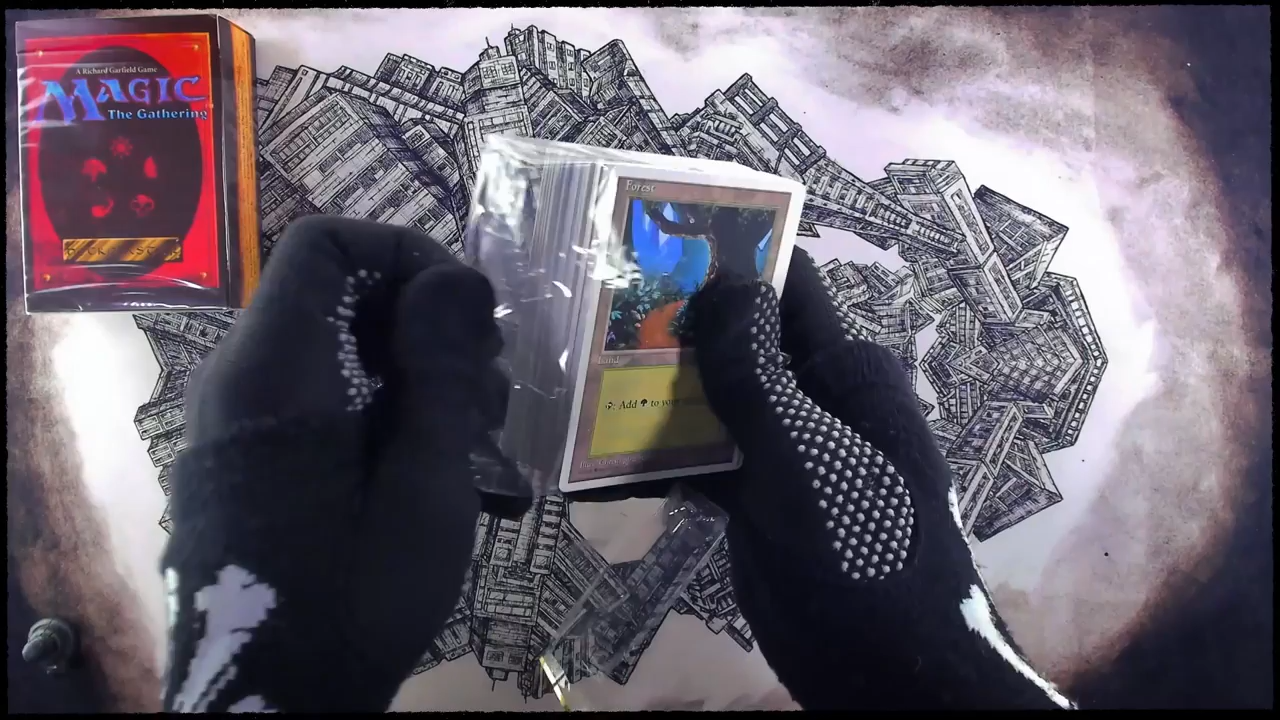 A Richard Garfield Game
MAGIC
The Gathering
Forest
Land
: Add to your